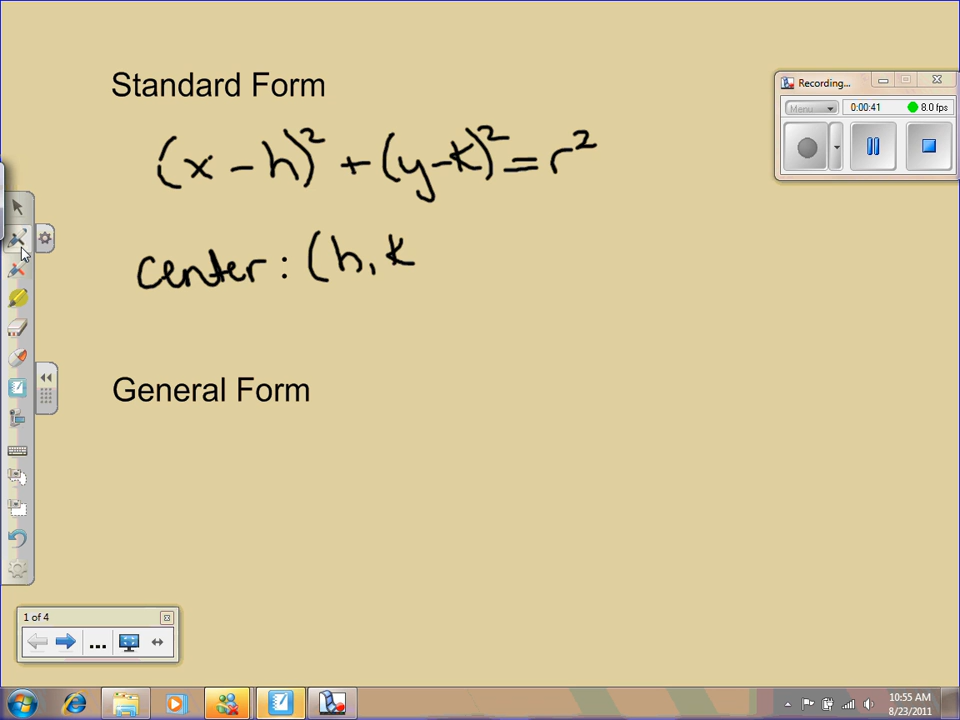 Standard Form
(x - h)² + (y - k)² = r²
center : (h, k
General Form
Recording...
Menu
0:00:41
8.0 fps
1 of 4
...
10:55 AM
8/23/2011